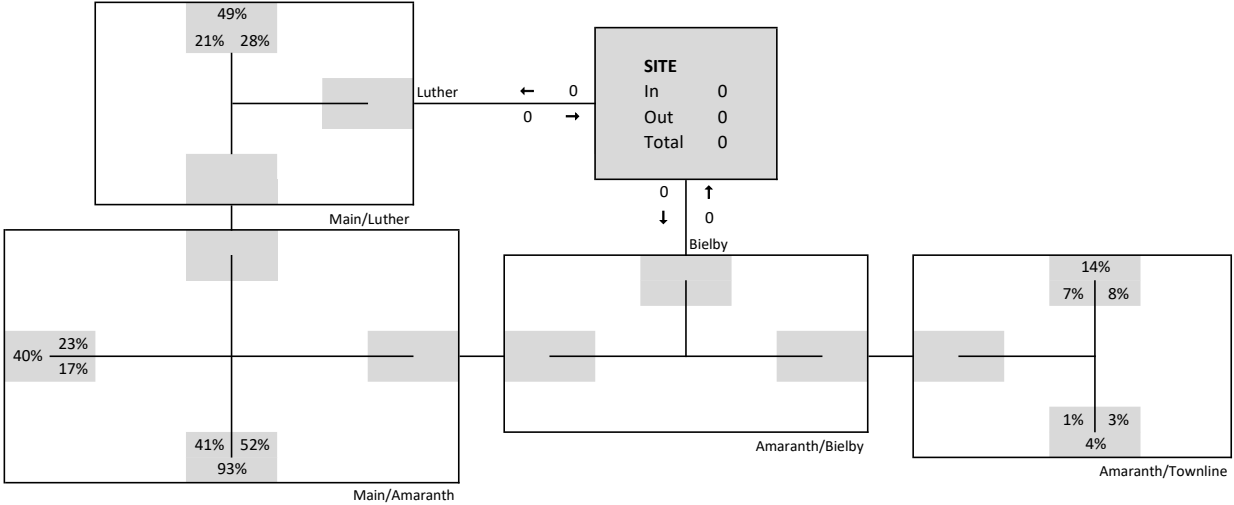 49%
21% 28%
SITE
In 0
Out 0
Total 0
Luther
← 0
0 →
0 ↑
↓ 0
Bielby
Main/Luther
23%
40%
17%
41% 52%
93%
Main/Amaranth
Amaranth/Bielby
14%
7% 8%
1% 3%
4%
Amaranth/Townline